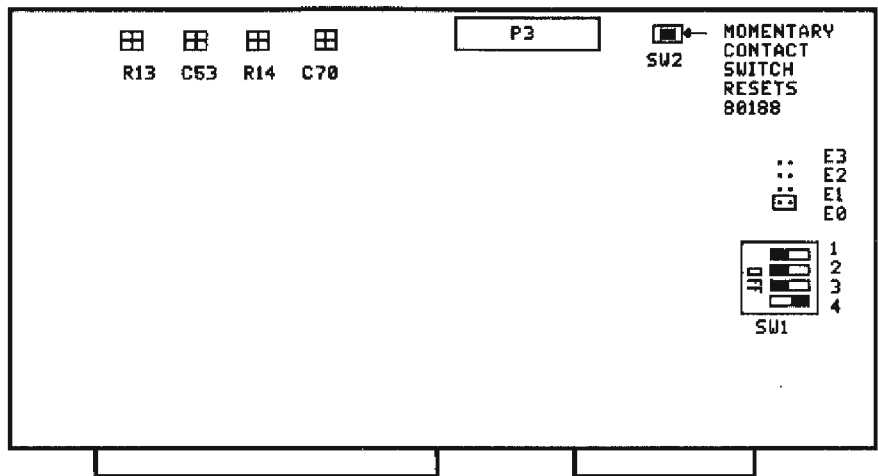 P3
MOMENTARY
CONTACT
SWITCH
RESETS
80188
SW2
R13 C53 R14 C70
E3
E2
E1
E0
OFF
1
2
3
4
SW1